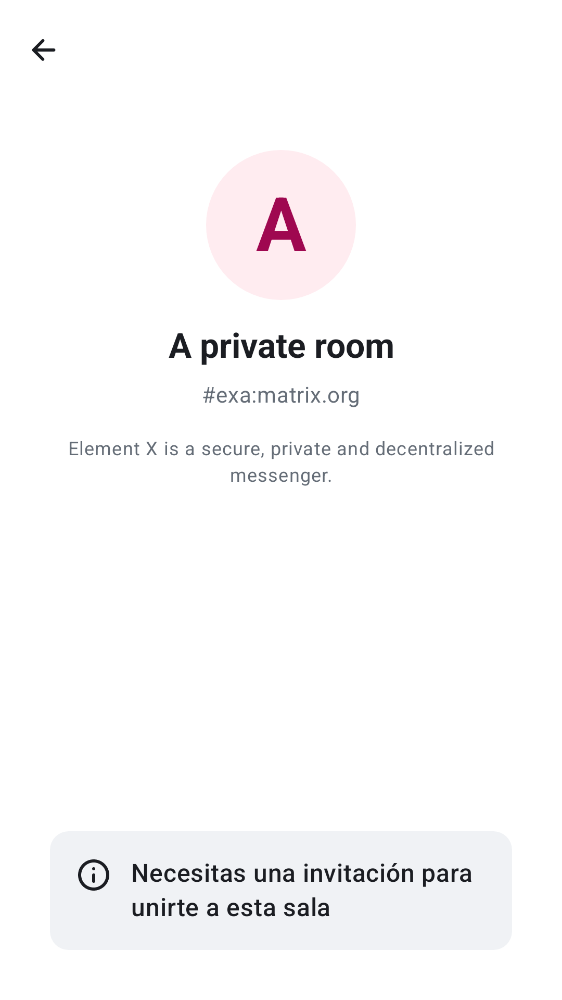 A
A private room
#exa:matrix.org
Element X is a secure, private and decentralized
messenger.
Necesitas una invitación para
unirte a esta sala